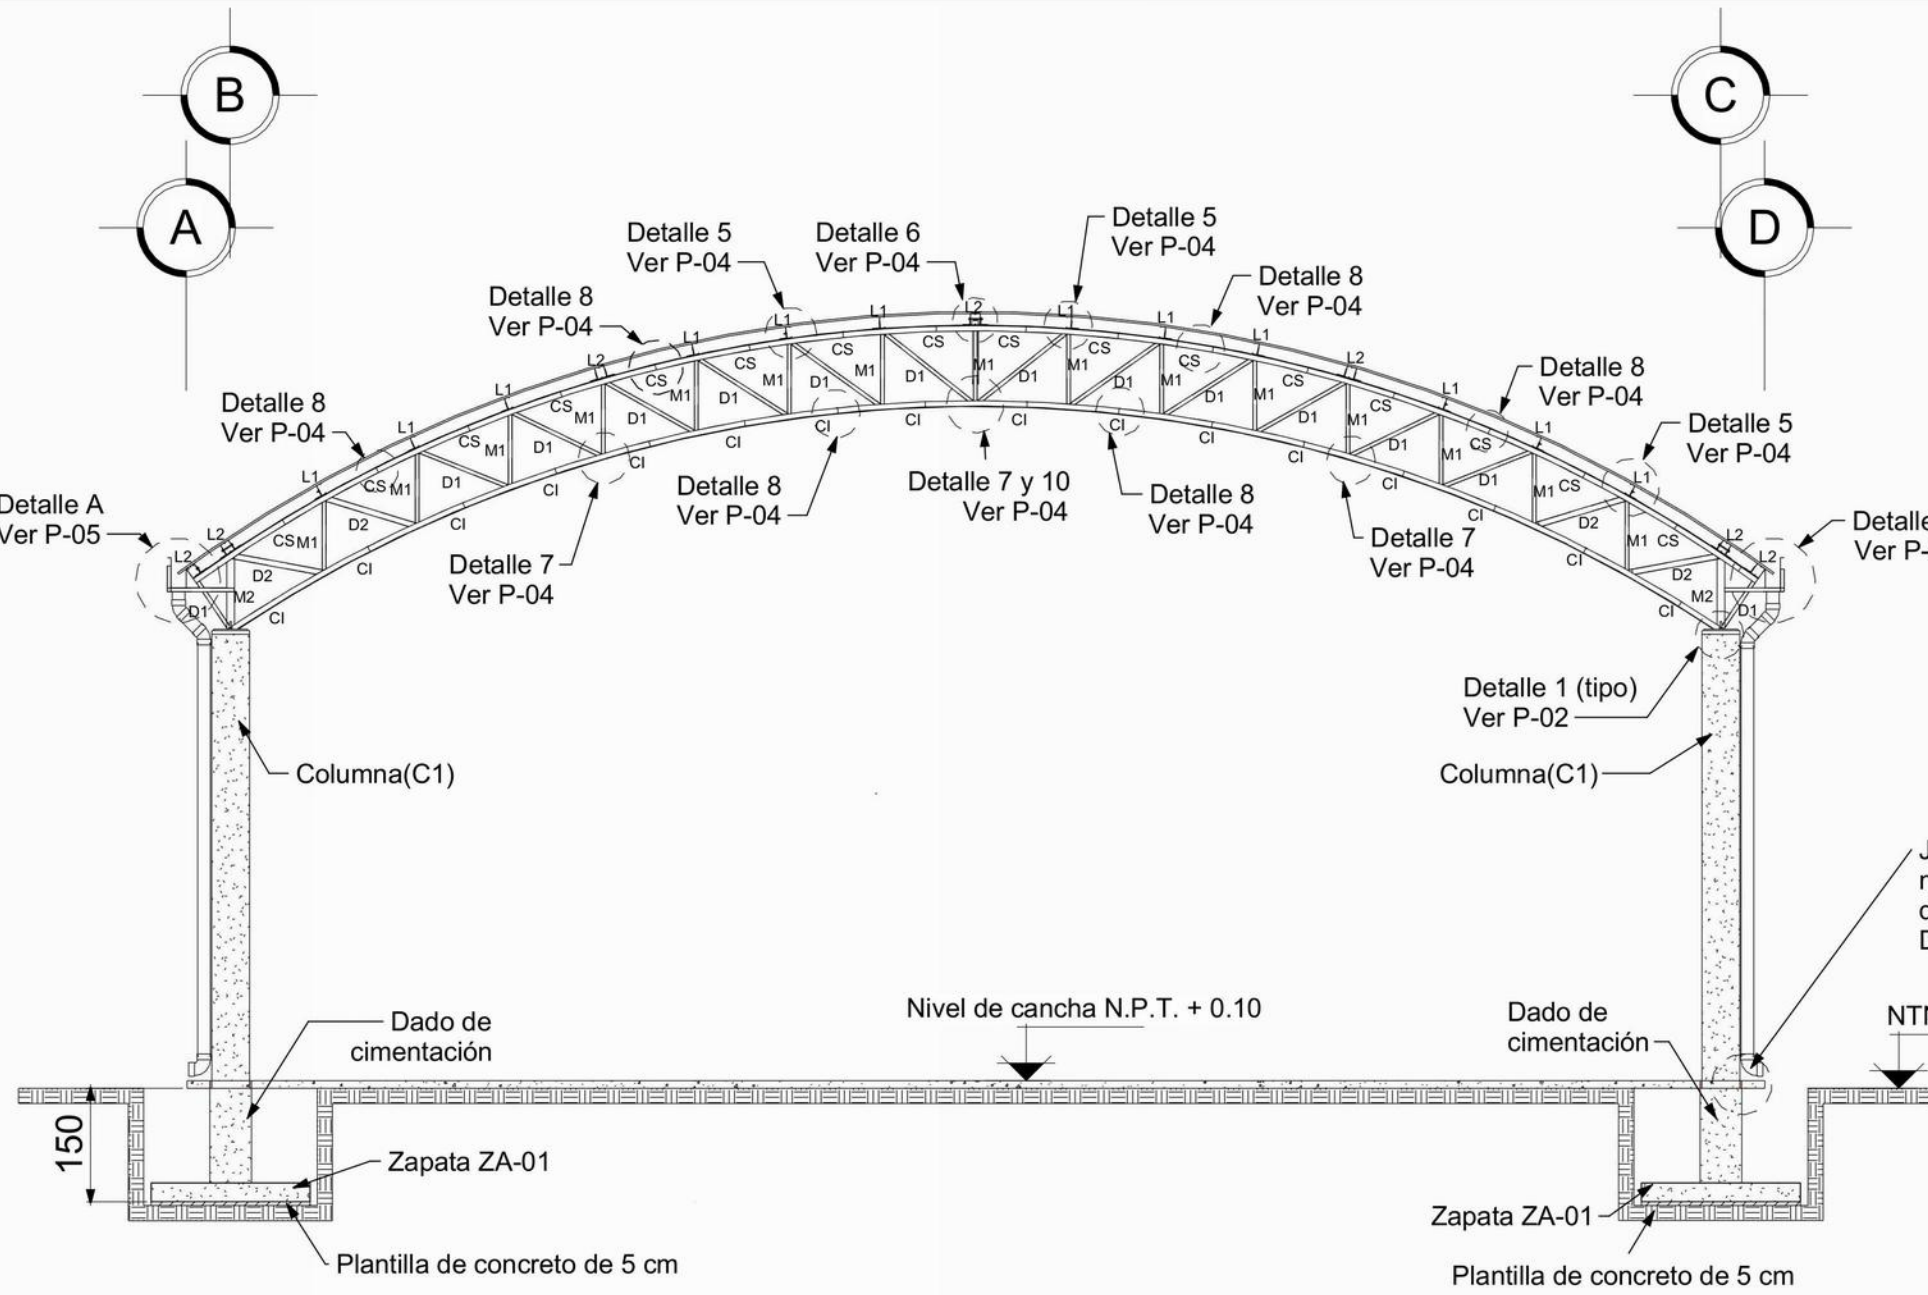 B
C
A
D
Detalle 5
Ver P-04
Detalle 6
Ver P-04
Detalle 5
Ver P-04
Detalle 8
Ver P-04
Detalle 8
Ver P-04
Detalle 8
Ver P-04
Detalle 8
Ver P-04
Detalle 5
Ver P-04
Detalle A
Ver P-05
Detalle
Ver P-
L2 L2 L1 L1 L1 L2 L1 L1 L1 L2 L1 L1 L1 L2 L1 L1 L1 L2 L2
CS CS CS CS CS CS CS CS CS CS CS CS CS CS CS CS
M2 M1 M1 M1 M1 M1 M1 M1 M1 M1 M1 M1 M1 M1 M1 M1 M2
D1 D2 D2 D1 D1 D1 D1 D1 D1 D1 D1 D1 D1 D1 D1 D2 D2 D1
CI CI CI CI CI CI CI CI CI CI CI CI CI CI CI
Detalle 7
Ver P-04
Detalle 8
Ver P-04
Detalle 7 y 10
Ver P-04
Detalle 8
Ver P-04
Detalle 7
Ver P-04
Detalle 1 (tipo)
Ver P-02
Columna(C1)
Columna(C1)
Nivel de cancha N.P.T. + 0.10
Dado de
cimentación
Dado de
cimentación
150
Zapata ZA-01
Zapata ZA-01
Plantilla de concreto de 5 cm
Plantilla de concreto de 5 cm